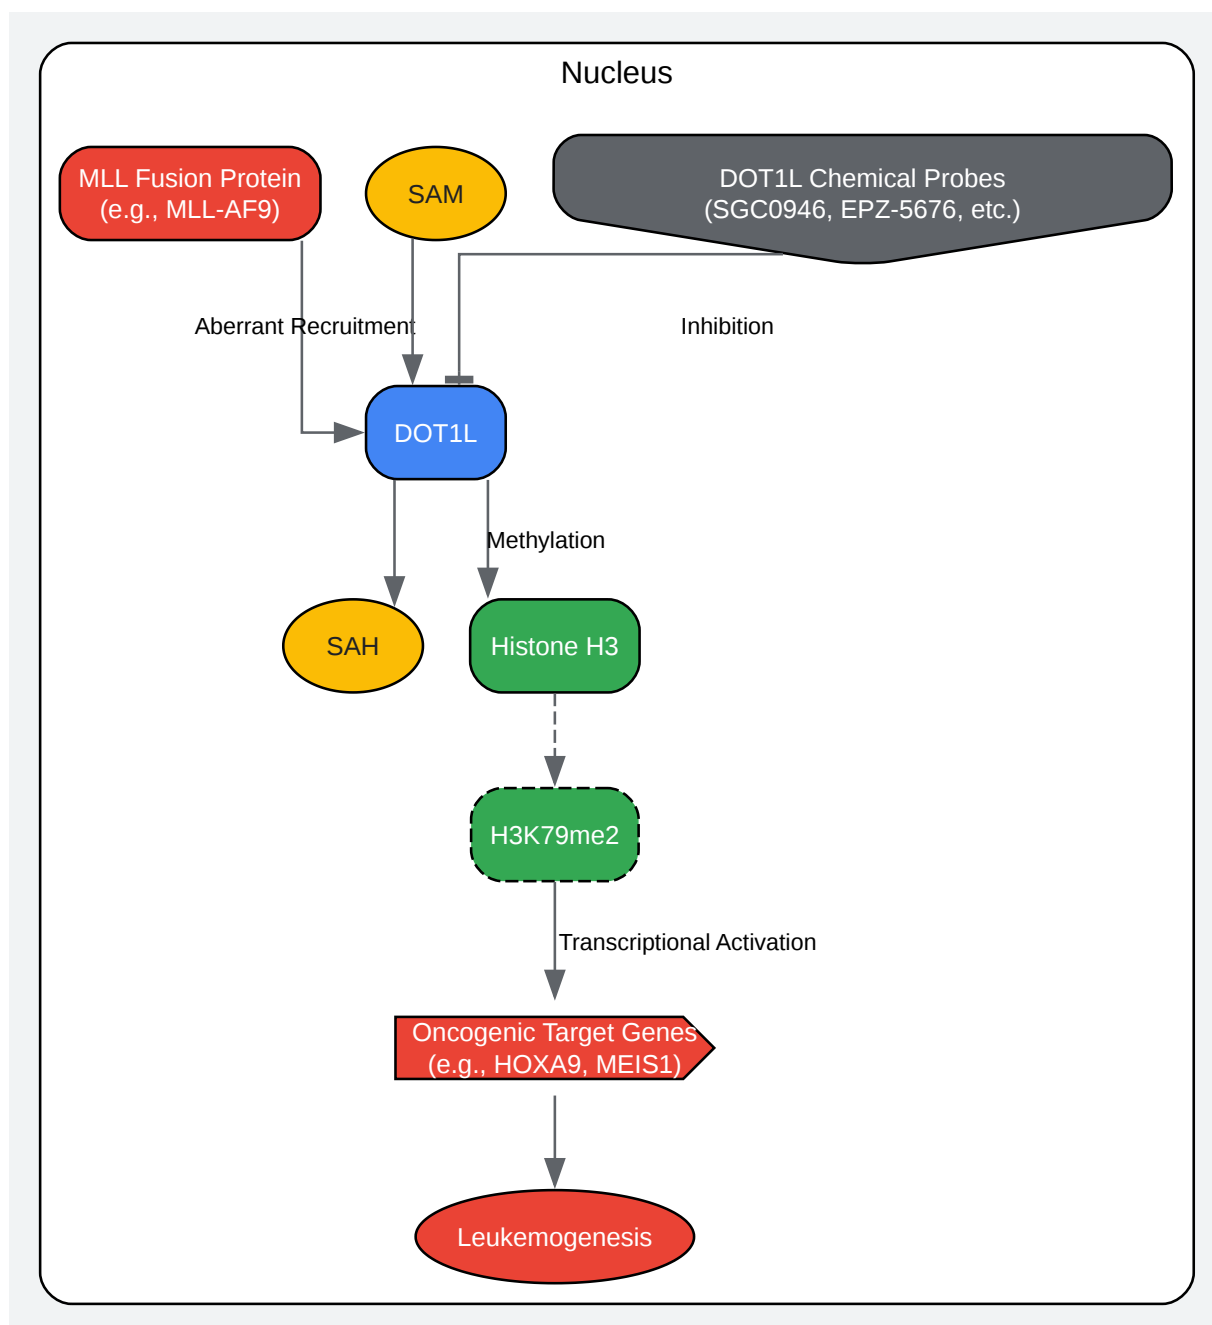 Nucleus
MLL Fusion Protein
(e.g., MLL-AF9)
SAM
DOT1L Chemical Probes
(SGC0946, EPZ-5676, etc.)
Aberrant Recruitment
Inhibition
DOT1L
Methylation
SAH
Histone H3
H3K79me2
Transcriptional Activation
Oncogenic Target Genes
(e.g., HOXA9, MEIS1)
Leukemogenesis